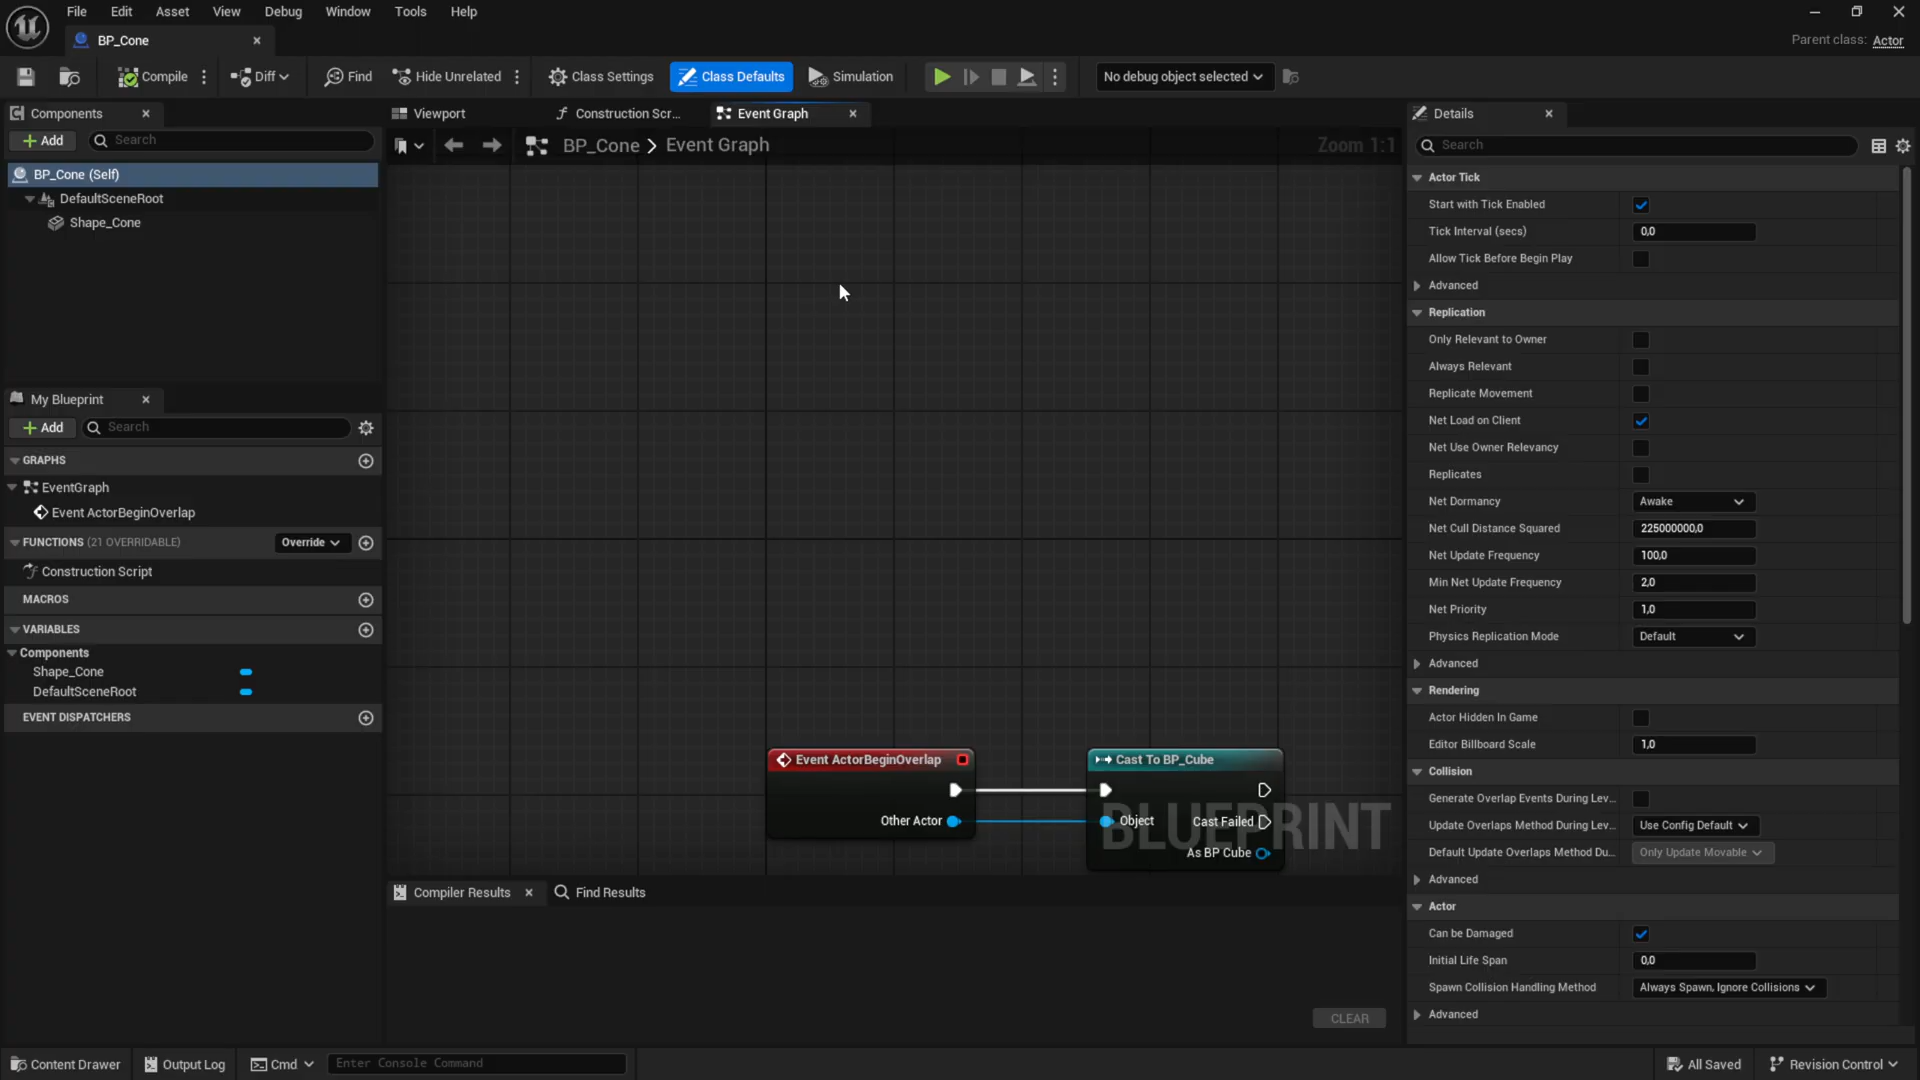 File Edit Asset View Debug Window Tools Help
BP_Cone
Parent class: Actor
Compile Diff Find Hide Unrelated Class Settings Class Defaults Simulation No debug object selected
Components
Add Search
BP_Cone (Self)
DefaultSceneRoot
Shape_Cone
My Blueprint
Add Search
GRAPHS
EventGraph
Event ActorBeginOverlap
FUNCTIONS (21 OVERRIDABLE) Override
Construction Script
MACROS
VARIABLES
Components
Shape_Cone
DefaultSceneRoot
EVENT DISPATCHERS
Viewport Construction Scr... Event Graph
BP_Cone > Event Graph Zoom 1:1
Event ActorBeginOverlap
Other Actor
Cast To BP_Cube
Object Cast Failed
As BP Cube
BLUEPRINT
Compiler Results Find Results
CLEAR
Details
Search
Actor Tick
Start with Tick Enabled
Tick Interval (secs) 0,0
Allow Tick Before Begin Play
Advanced
Replication
Only Relevant to Owner
Always Relevant
Replicate Movement
Net Load on Client
Net Use Owner Relevancy
Replicates
Net Dormancy Awake
Net Cull Distance Squared 225000000,0
Net Update Frequency 100,0
Min Net Update Frequency 2,0
Net Priority 1,0
Physics Replication Mode Default
Advanced
Rendering
Actor Hidden In Game
Editor Billboard Scale 1,0
Collision
Generate Overlap Events During Lev...
Update Overlaps Method During Lev... Use Config Default
Default Update Overlaps Method Du... Only Update Movable
Advanced
Actor
Can be Damaged
Initial Life Span 0,0
Spawn Collision Handling Method Always Spawn, Ignore Collisions
Advanced
Content Drawer Output Log Cmd Enter Console Command All Saved Revision Control